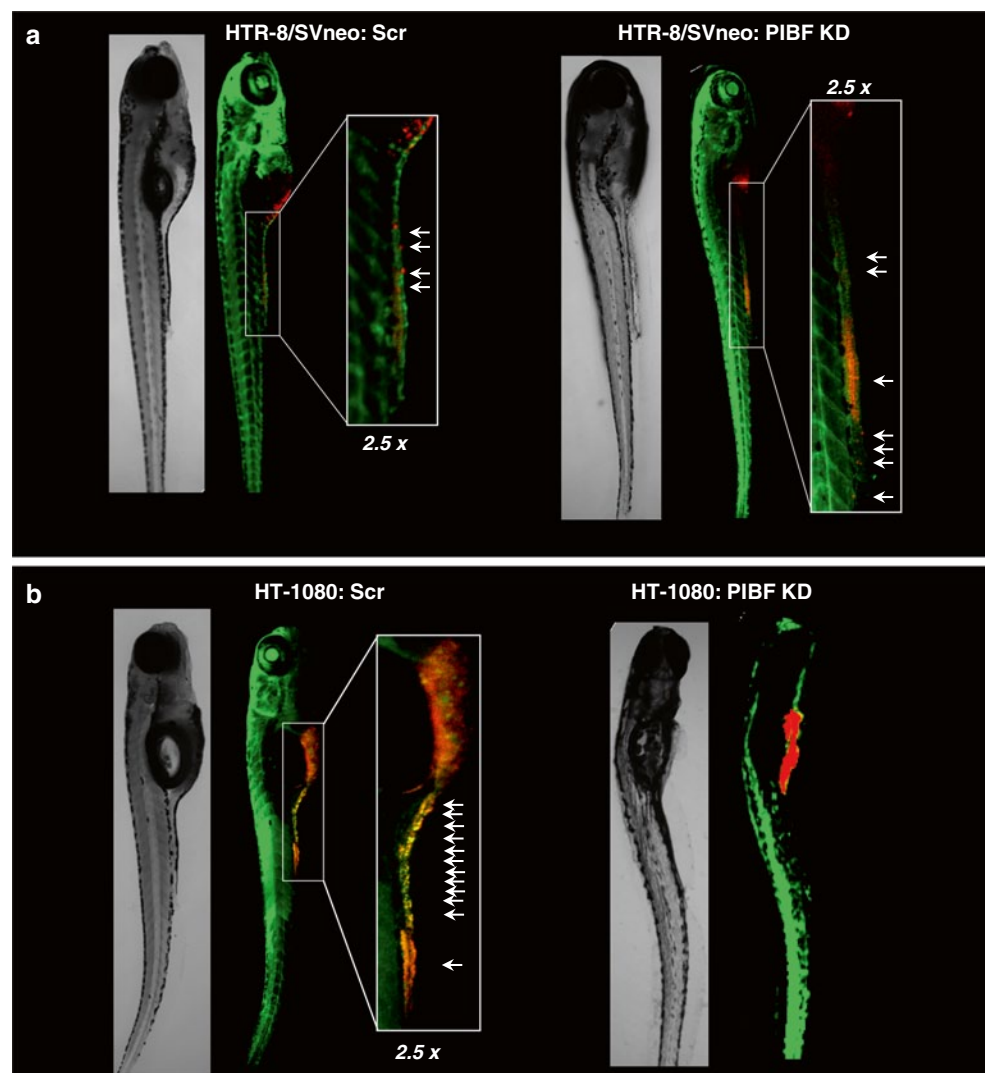 a
HTR-8/SVneo: Scr
HTR-8/SVneo: PIBF KD
2.5 x
2.5 x
b
HT-1080: Scr
HT-1080: PIBF KD
2.5 x